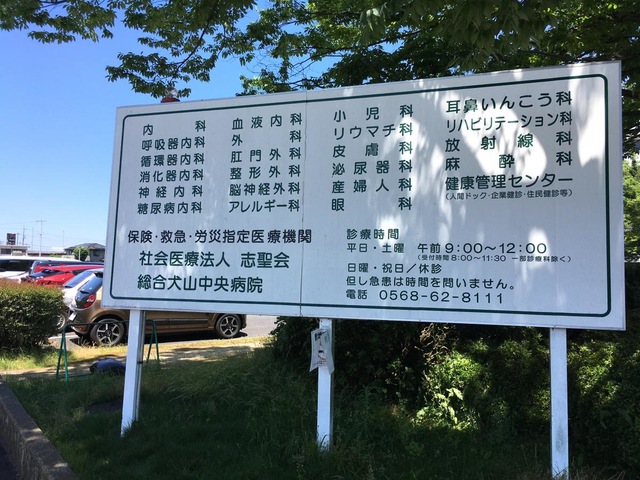 内科
呼吸器内科
循環器内科
消化器内科
神経内科
糖尿病内科
血液内科
外科
肛門外科
整形外科
脳神経外科
アレルギー科
小児科
リウマチ科
皮膚科
泌尿器科
産婦人科
眼科
耳鼻いんこう科
リハビリテーション科
放射線科
麻酔科
健康管理センター
(人間ドック・企業健診・住民健診等)
保険・救急・労災指定医療機関
社会医療法人 志聖会
総合犬山中央病院
診療時間
平日・土曜 午前9:00〜12:00
(受付時間8:00〜11:30 一部診療科除く)
日曜・祝日/休診
但し急患は時間を問いません。
電話 0568-62-8111